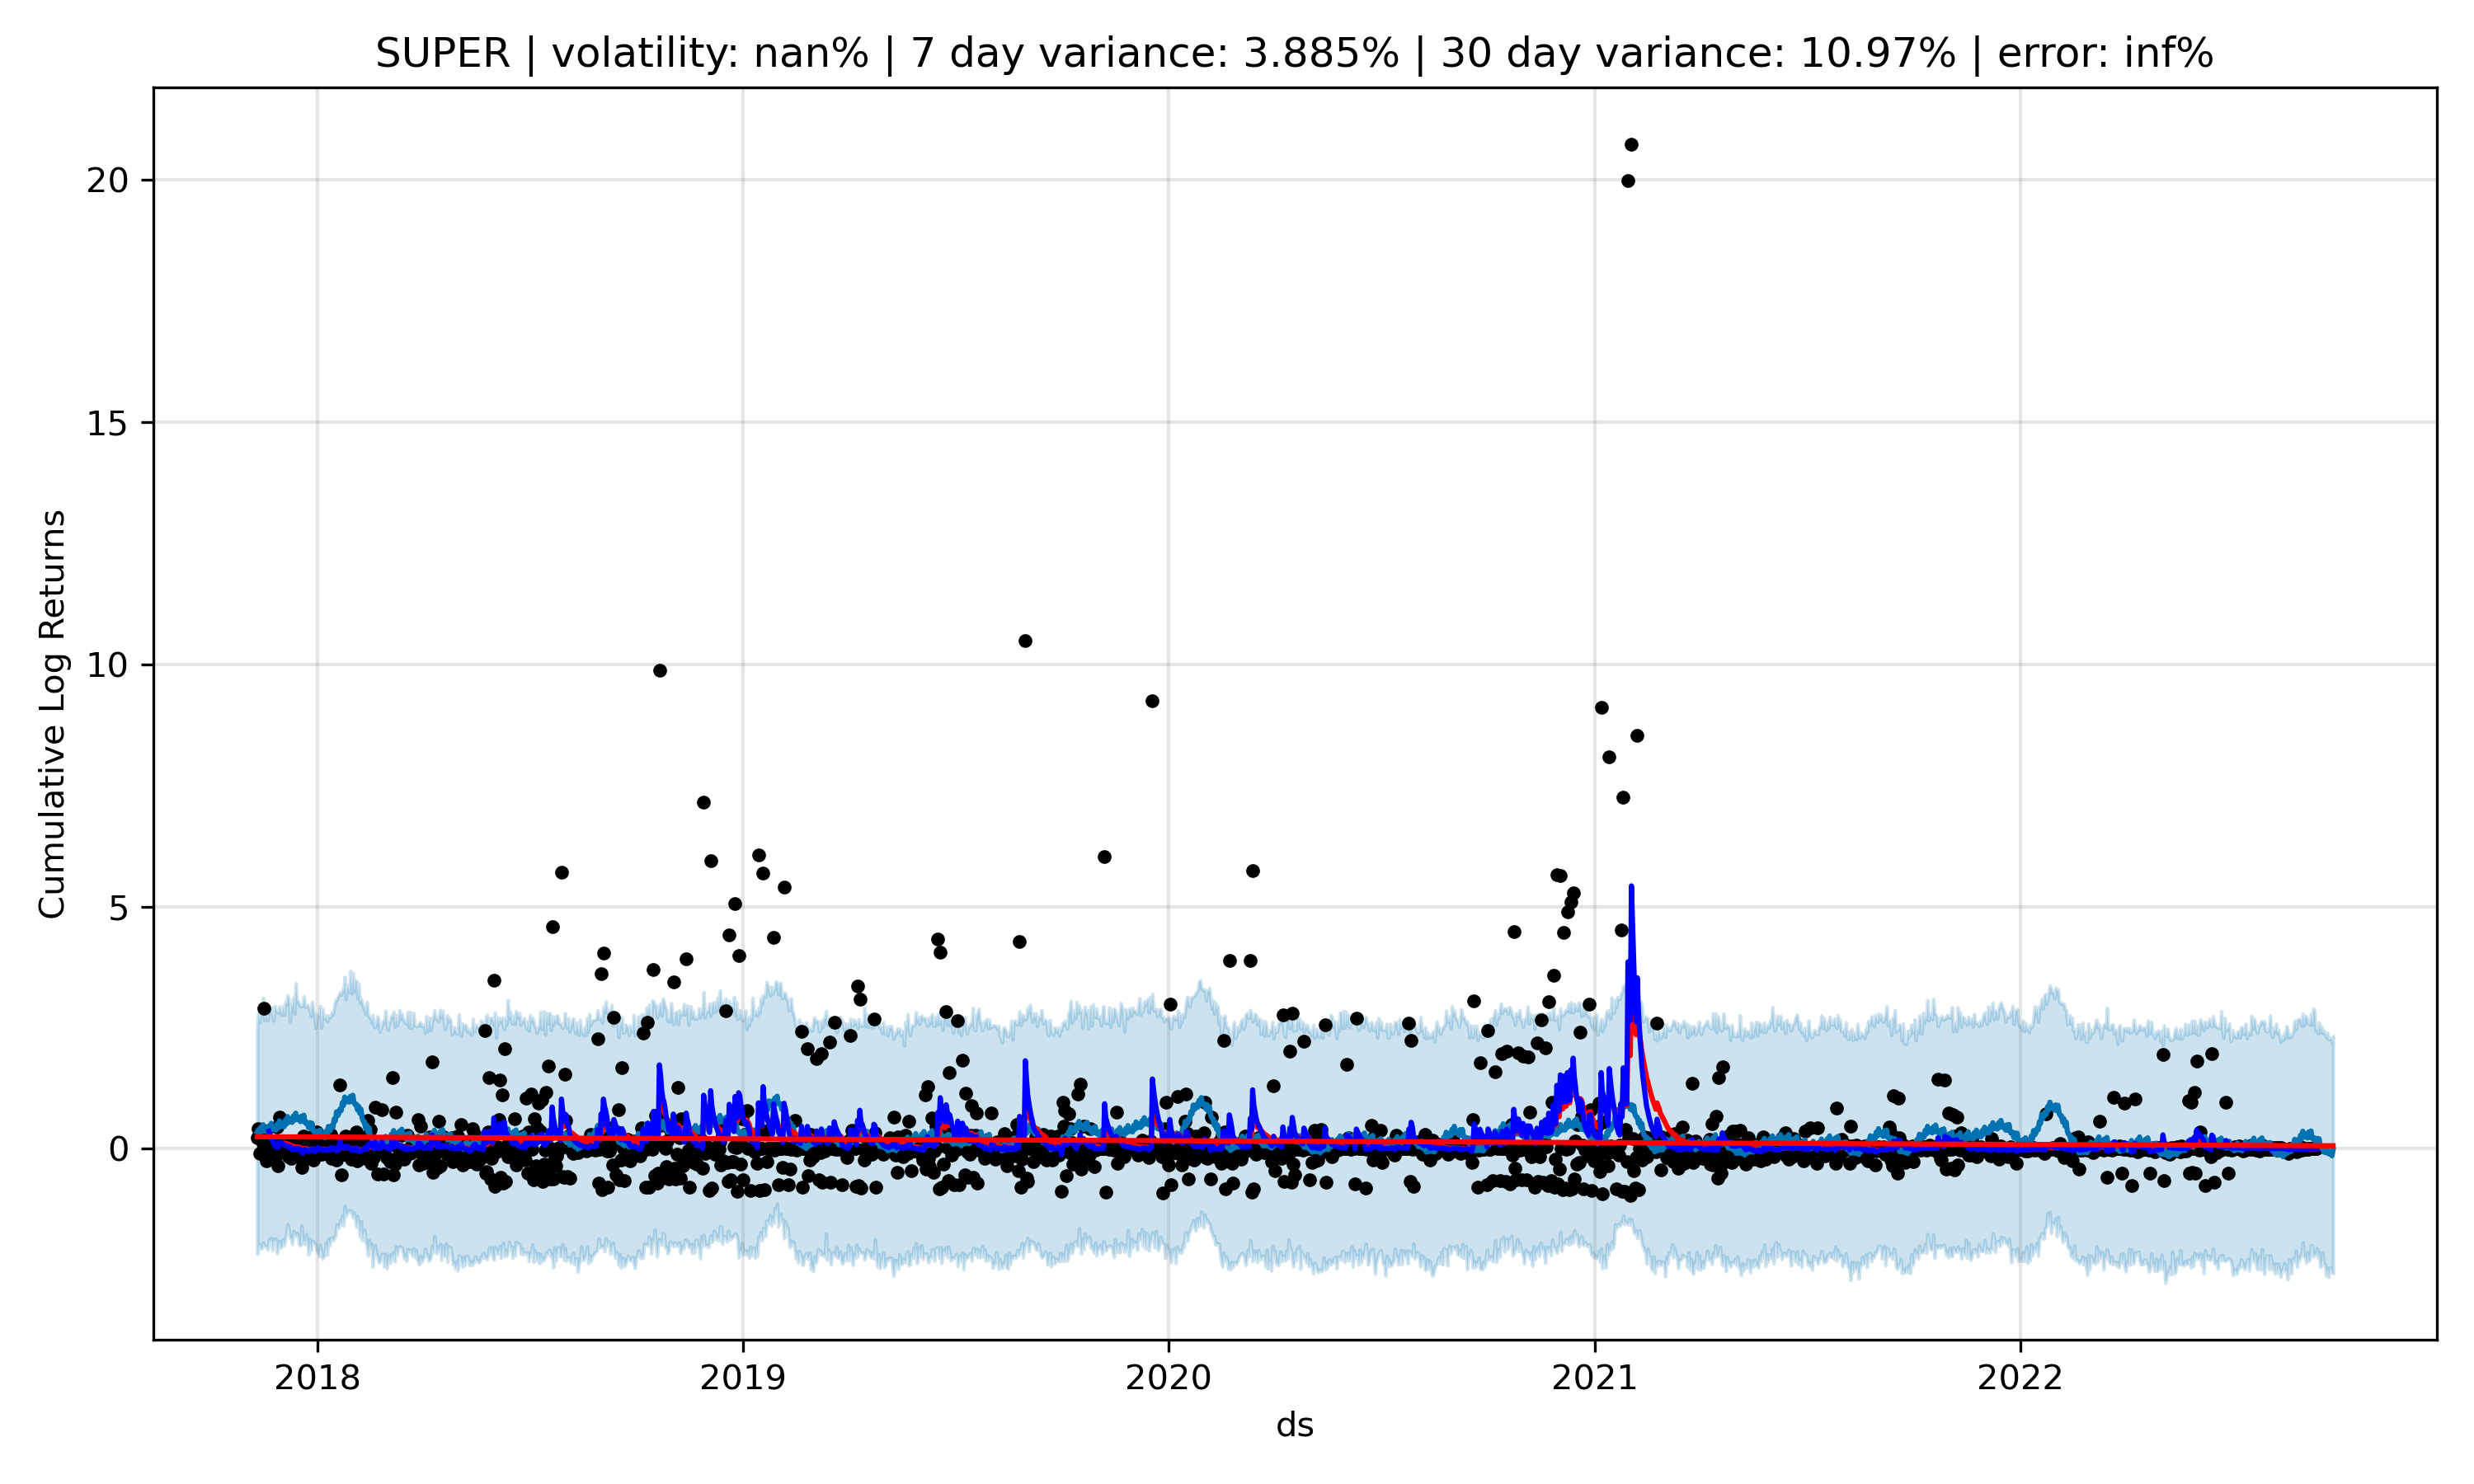 SUPER | volatility: nan% | 7 day variance: 3.885% | 30 day variance: 10.97% | error: inf%
20
15
10
5
0
Cumulative Log Returns
2018 2019 2020 2021 2022
ds